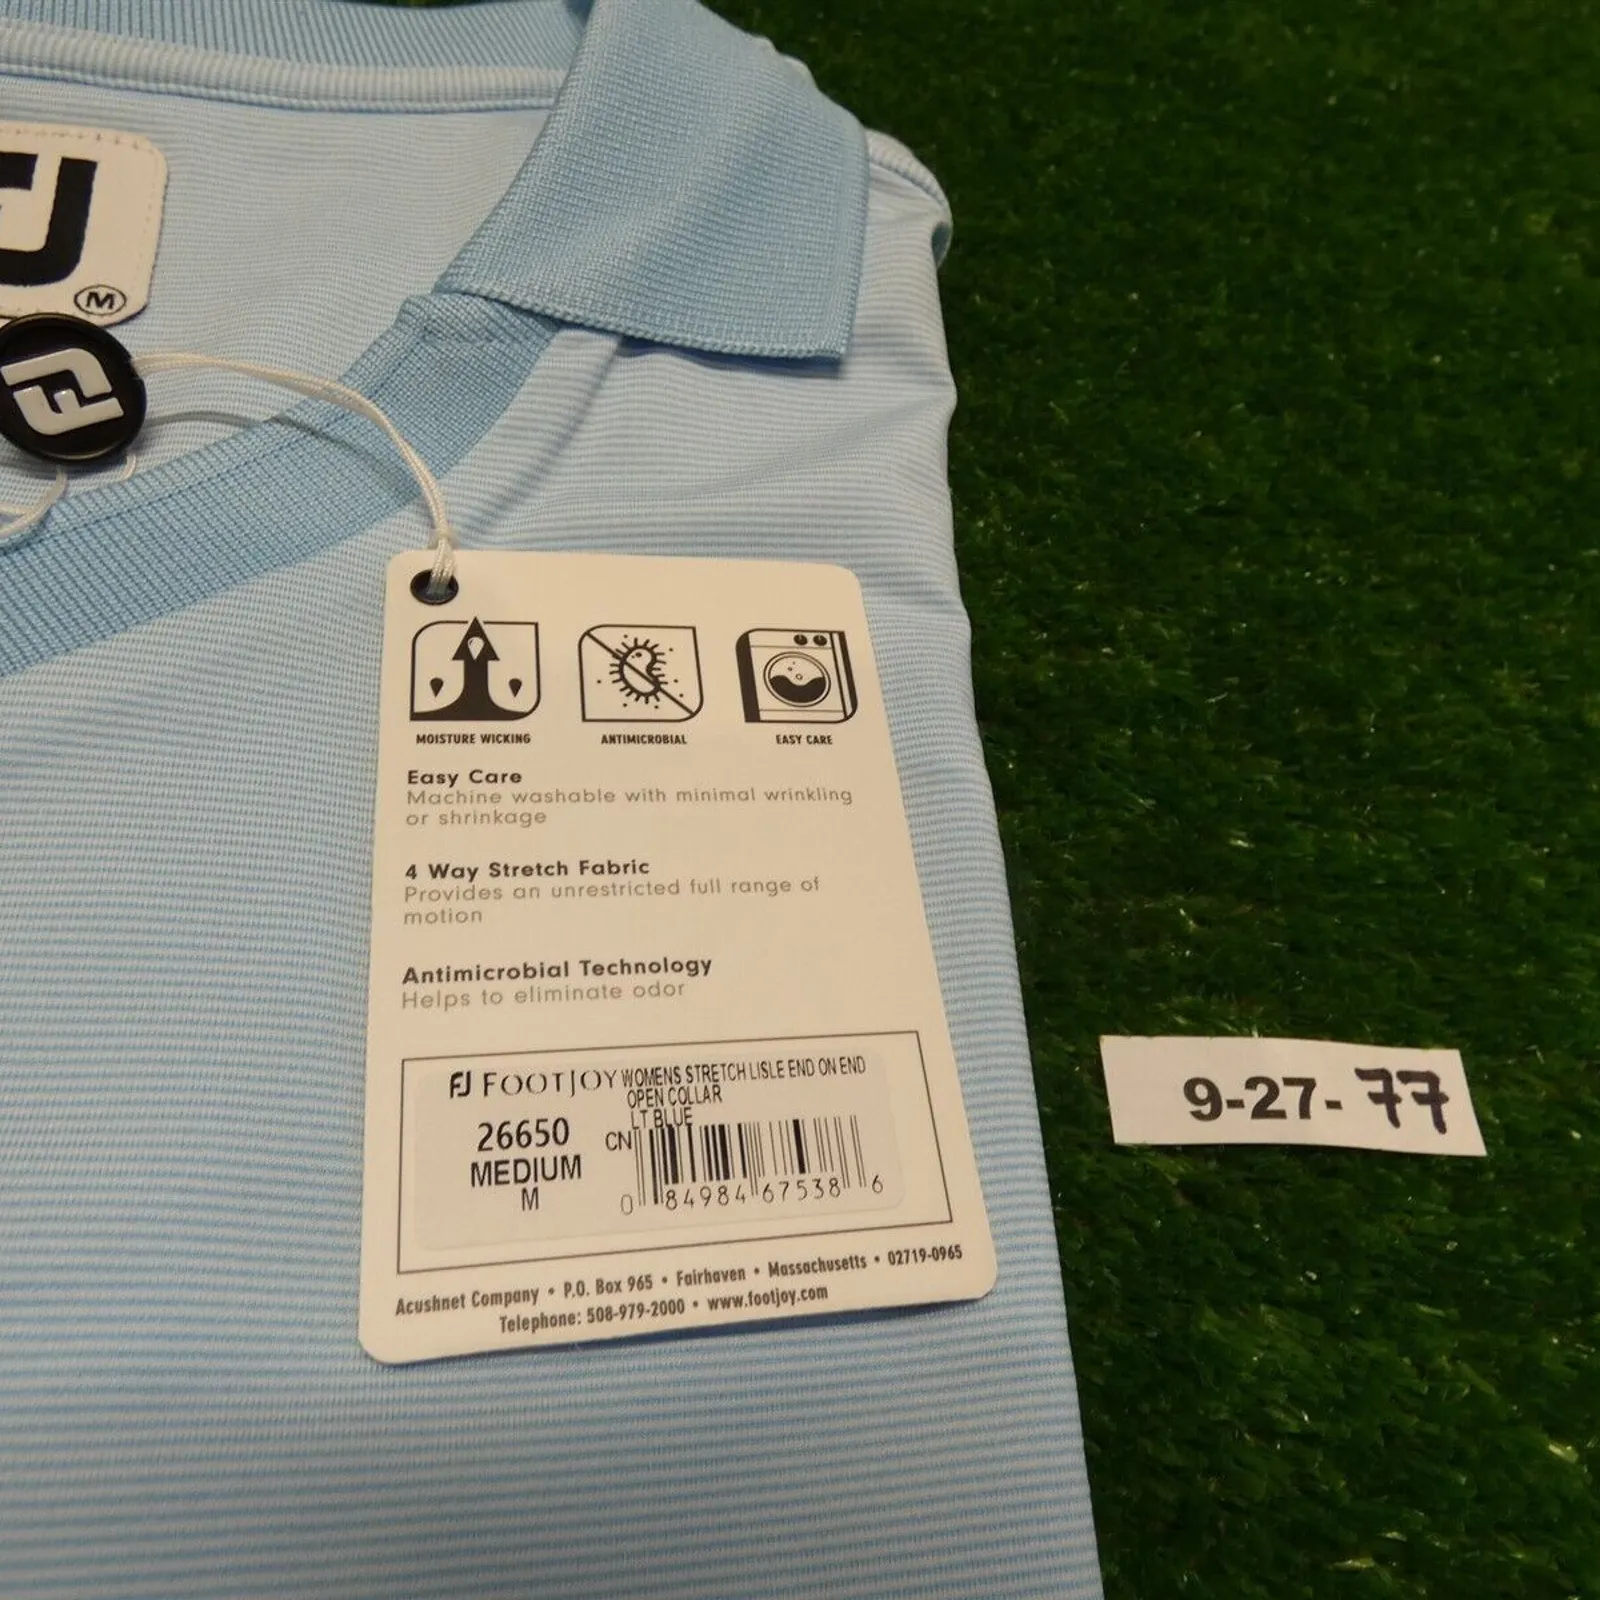 FJ
M
FJ
MOISTURE WICKING
ANTIMICROBIAL
EASY CARE
Easy Care
Machine washable with minimal wrinkling
or shrinkage
4 Way Stretch Fabric
Provides an unrestricted full range of
motion
Antimicrobial Technology
Helps to eliminate odor
FJ FOOTJOY WOMENS STRETCH LISLE END ON END
OPEN COLLAR
LT BLUE
26650
MEDIUM
M
CN
0 84984 67538 6
Acushnet Company • P.O. Box 965 • Fairhaven • Massachusetts • 02719-0965
Telephone: 508-979-2000 • www.footjoy.com
9-27-77